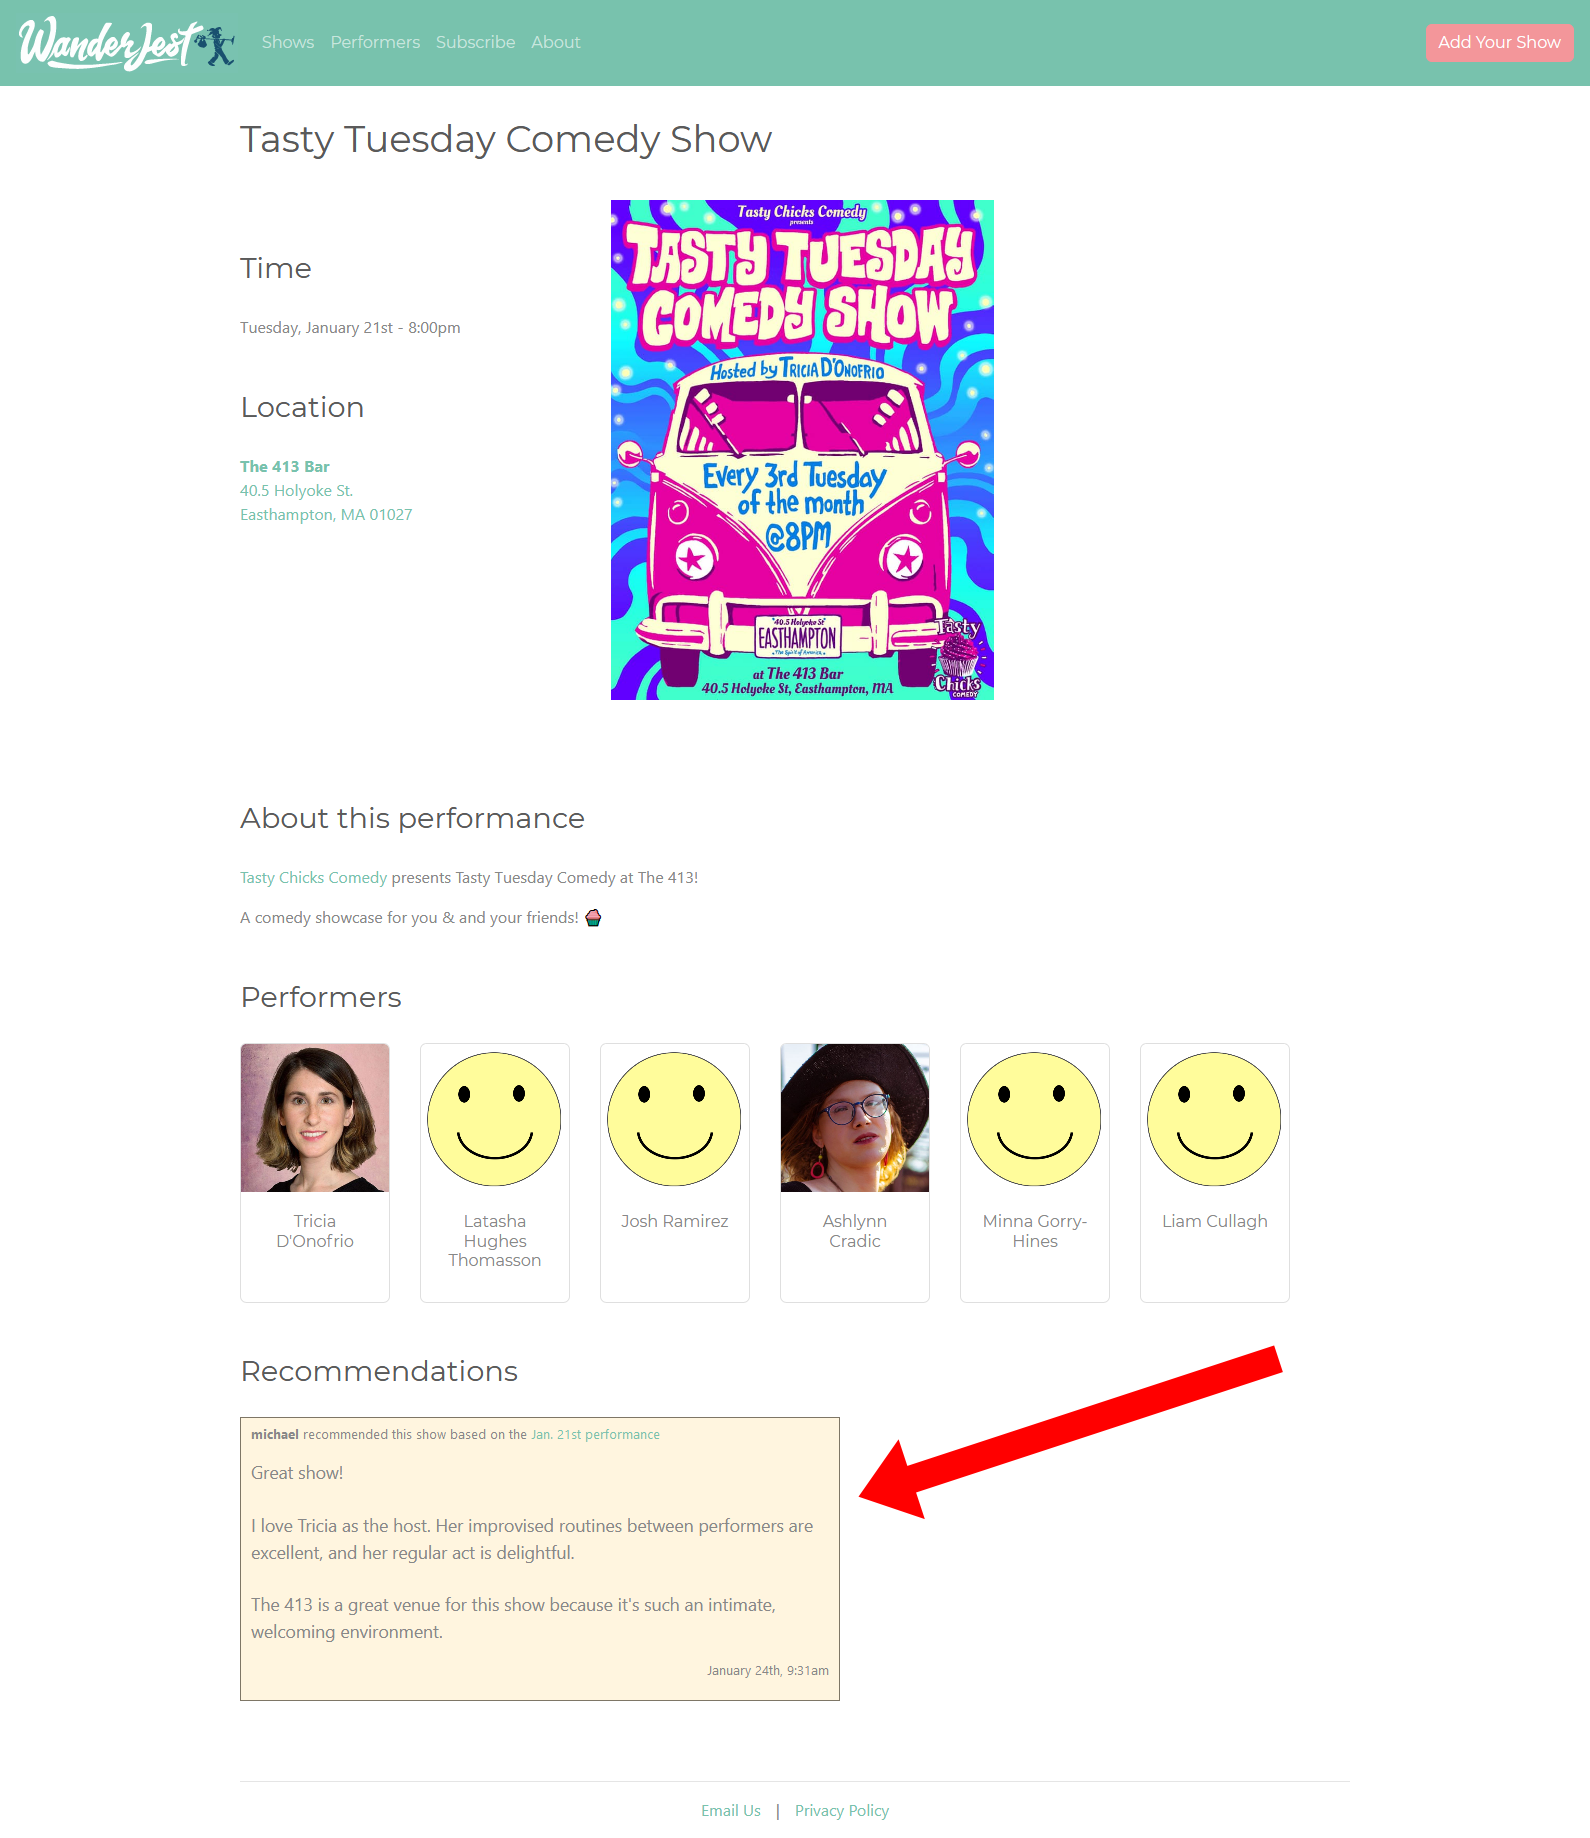 WanderJest
Shows
Performers
Subscribe
About
Add Your Show
Tasty Tuesday Comedy Show
Time
Tuesday, January 21st - 8:00pm
Location
The 413 Bar
40.5 Holyoke St.
Easthampton, MA 01027
Tasty Chicks Comedy
presents
TASTY TUESDAY
COMEDY SHOW
Hosted by TRICIA D'ONOFRIO
Every 3rd Tuesday
of the month
@8PM
40.5 Holyoke St
EASTHAMPTON
The Spirit of America
Tasty
Chicks
COMEDY
at The 413 Bar
40.5 Holyoke St, Easthampton, MA
About this performance
Tasty Chicks Comedy presents Tasty Tuesday Comedy at The 413!
A comedy showcase for you & and your friends! 🧁
Performers
Tricia
D'Onofrio
Latasha
Hughes
Thomasson
Josh Ramirez
Ashlynn
Cradic
Minna Gorry-
Hines
Liam Cullagh
Recommendations
michael recommended this show based on the Jan. 21st performance
Great show!
I love Tricia as the host. Her improvised routines between performers are
excellent, and her regular act is delightful.
The 413 is a great venue for this show because it's such an intimate,
welcoming environment.
January 24th, 9:31am
Email Us | Privacy Policy